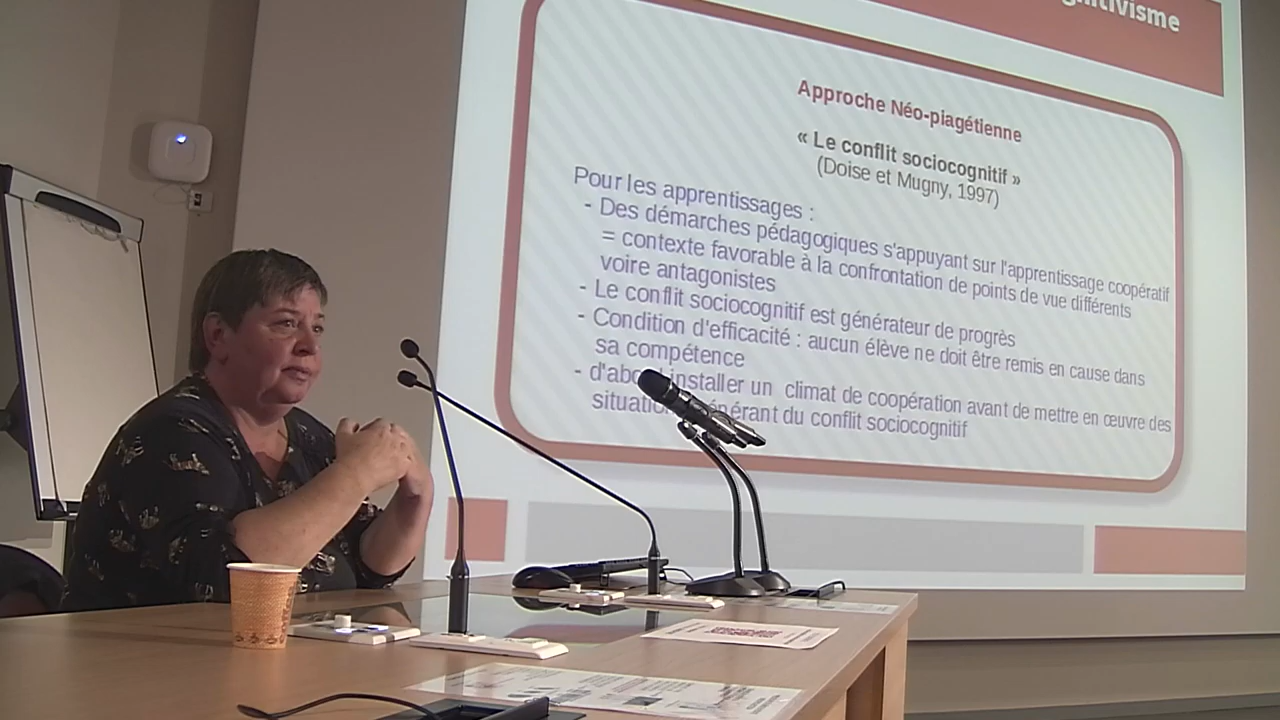 Approche Néo-piagétienne
« Le conflit sociocognitif »
(Doise et Mugny, 1997)
Pour les apprentissages :
- Des démarches pédagogiques s'appuyant sur l'apprentissage coopératif
= contexte favorable à la confrontation de points de vue différents
voire antagonistes
- Le conflit sociocognitif est générateur de progrès
- Condition d'efficacité : aucun élève ne doit être remis en cause dans
sa compétence
- d'abord installer un climat de coopération avant de mettre en œuvre des
du conflit sociocognitif